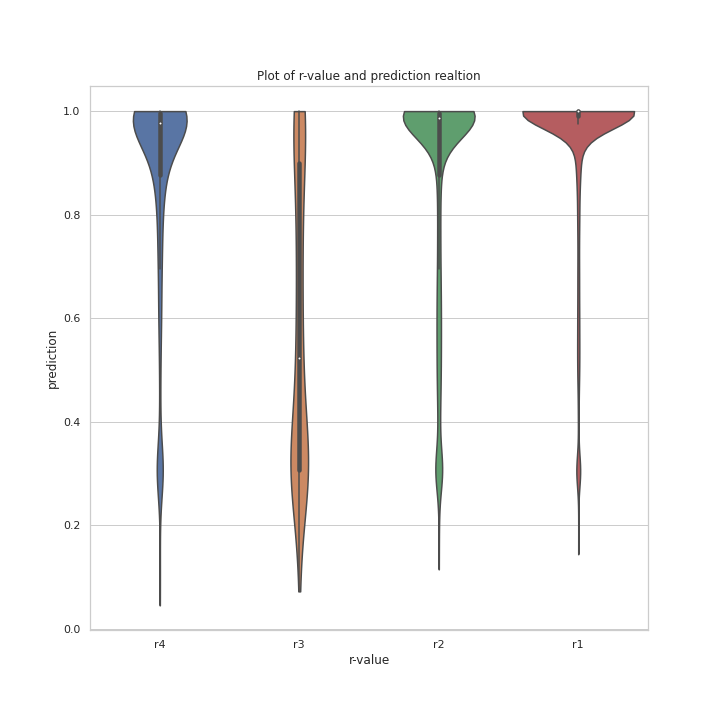 Plot of r-value and prediction realtion
1.0
0.8
0.6
0.4
0.2
0.0
prediction
r4 r3 r2 r1
r-value